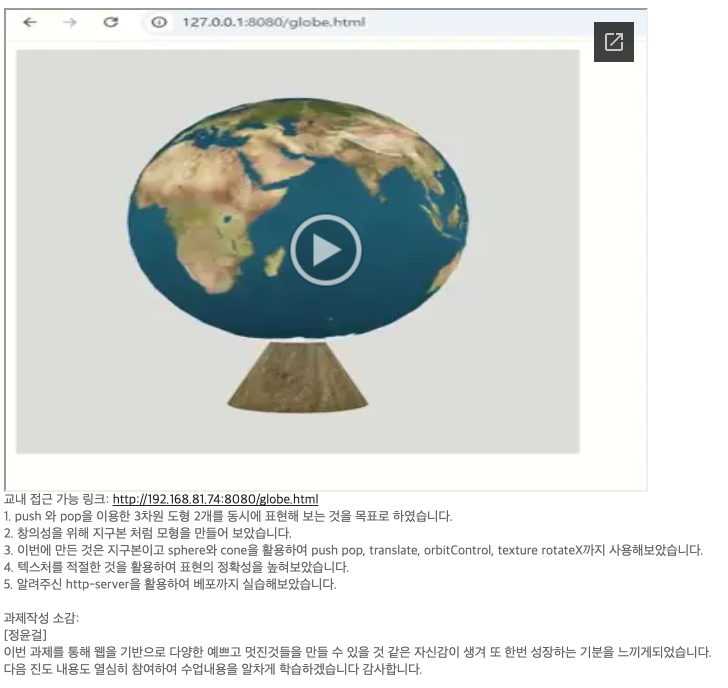 127.0.0.1:8080/globe.html
교내 접근 가능 링크: http://192.168.81.74:8080/globe.html
1. push 와 pop을 이용한 3차원 도형 2개를 동시에 표현해 보는 것을 목표로 하였습니다.
2. 창의성을 위해 지구본 처럼 모형을 만들어 보았습니다.
3. 이번에 만든 것은 지구본이고 sphere와 cone을 활용하여 push pop, translate, orbitControl, texture rotateX까지 사용해보았습니다.
4. 텍스처를 적절한 것을 활용하여 표현의 정확성을 높혀보았습니다.
5. 알려주신 http-server을 활용하여 베포까지 실습해보았습니다.
과제작성 소감:
[정윤걸]
이번 과제를 통해 웹을 기반으로 다양한 예쁘고 멋진것들을 만들 수 있을 것 같은 자신감이 생겨 또 한번 성장하는 기분을 느끼게되었습니다.
다음 진도 내용도 열심히 참여하여 수업내용을 알차게 학습하겠습니다 감사합니다.